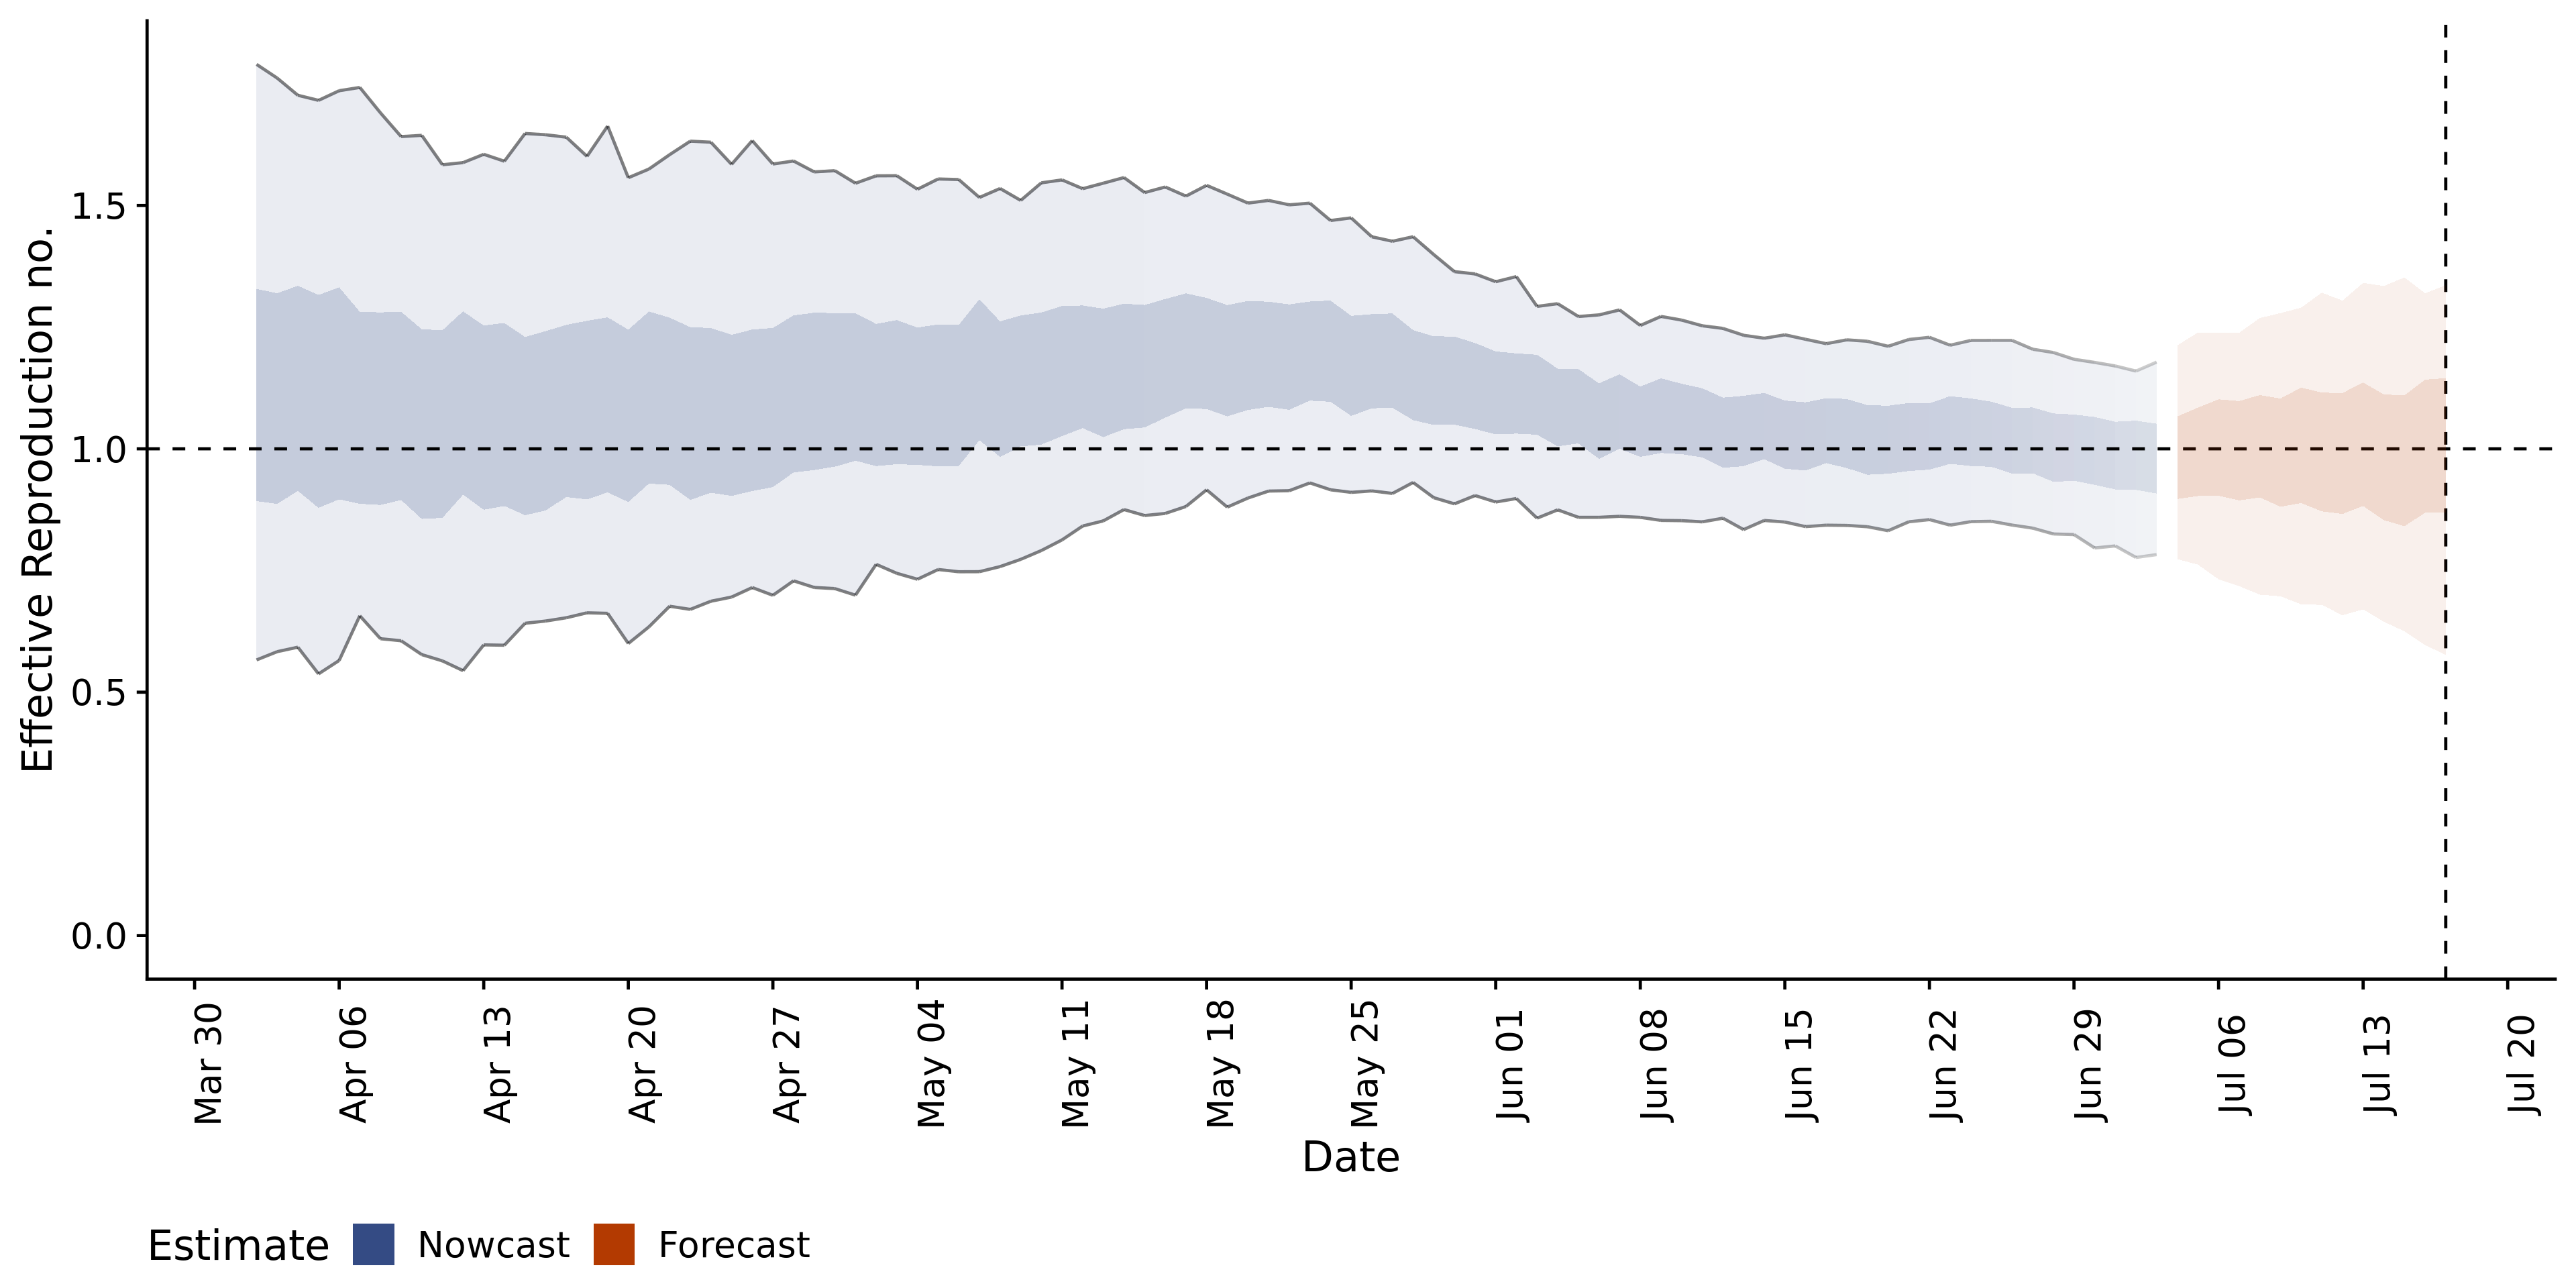 Effective Reproduction no.
1.5
1.0
0.5
0.0
Mar 30
Apr 06
Apr 13
Apr 20
Apr 27
May 04
May 11
May 18
May 25
Jun 01
Jun 08
Jun 15
Jun 22
Jun 29
Jul 06
Jul 13
Jul 20
Date
Estimate Nowcast Forecast